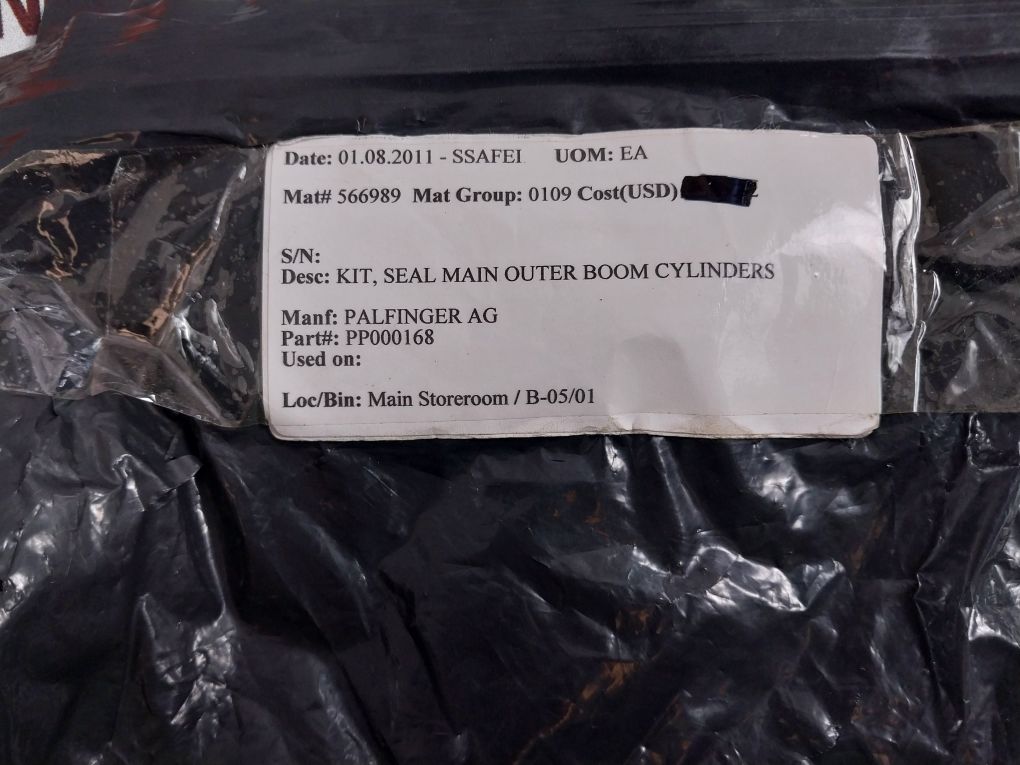 Date: 01.08.2011 - SSAFEI UOM: EA
Mat# 566989 Mat Group: 0109 Cost(USD)
S/N:
Desc: KIT, SEAL MAIN OUTER BOOM CYLINDERS
Manf: PALFINGER AG
Part#: PP000168
Used on:
Loc/Bin: Main Storeroom / B-05/01